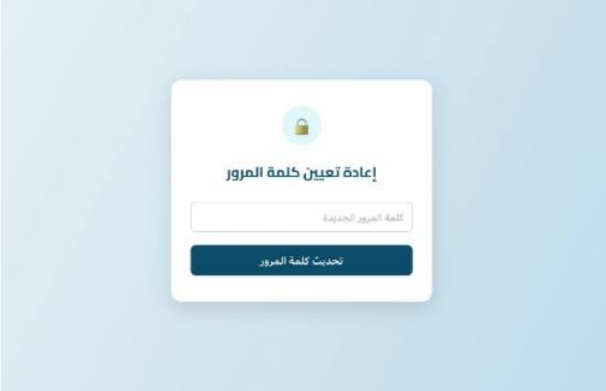 إعادة تعيين كلمة المرور
كلمة المرور الجديدة
تحديث كلمة المرور